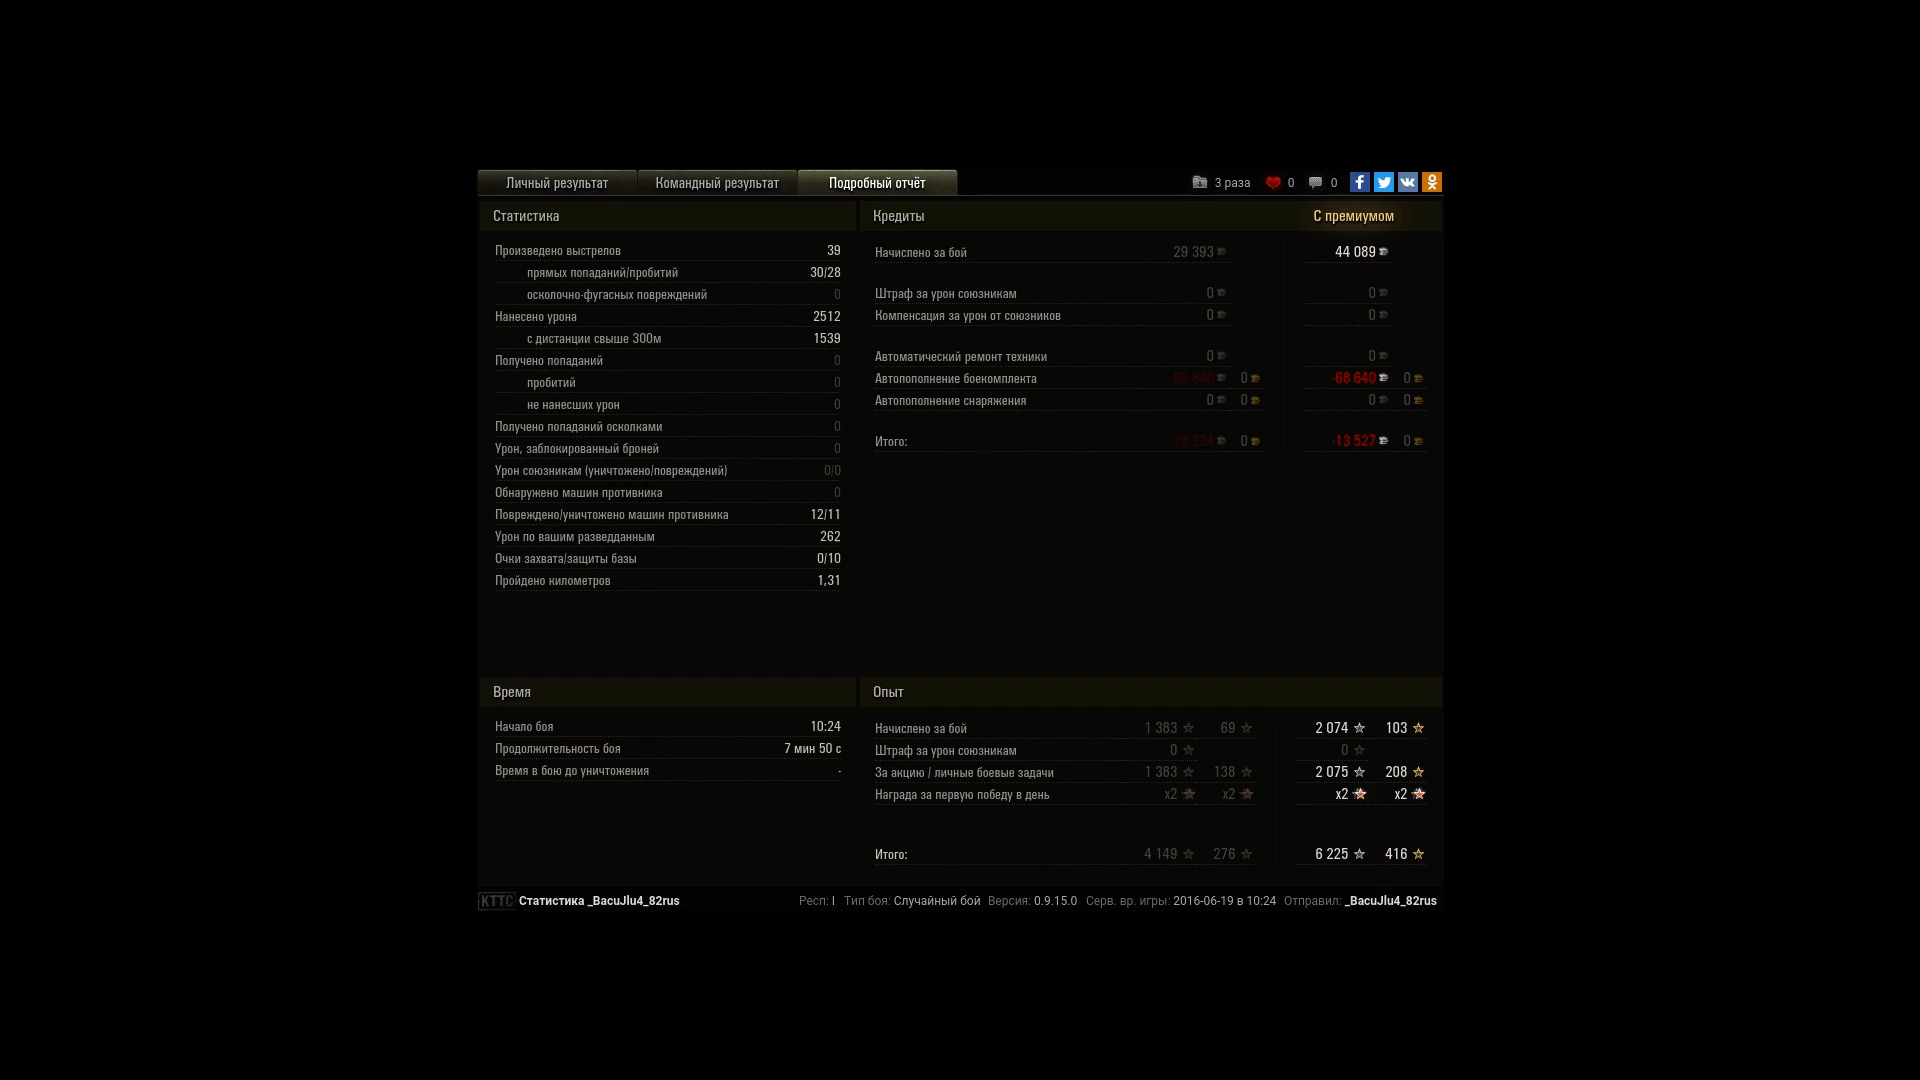 Личный результат Командный результат Подробный отчёт 3 раза 0 0
Статистика
Произведено выстрелов 39
прямых попаданий/пробитий 30/28
осколочно-фугасных повреждений 0
Нанесено урона 2512
с дистанции свыше 300м 1539
Получено попаданий 0
пробитий 0
не нанесших урон 0
Получено попаданий осколками 0
Урон, заблокированный броней 0
Урон союзникам (уничтожено/повреждений) 0/0
Обнаружено машин противника 0
Повреждено/уничтожено машин противника 12/11
Урон по вашим разведданным 262
Очки захвата/защиты базы 0/10
Пройдено километров 1,31
Кредиты С премиумом
Начислено за бой 29 393 44 089
Штраф за урон союзникам 0 0
Компенсация за урон от союзников 0 0
Автоматический ремонт техники 0 0
Автопополнение боекомплекта -68 640 0 -68 640 0
Автопополнение снаряжения 0 0 0 0
Итого: 0 -13 527 0
Время
Начало боя 10:24
Продолжительность боя 7 мин 50 с
Время в бою до уничтожения -
Опыт
Начислено за бой 1 383 69 2 074 103
Штраф за урон союзникам 0 0
За акцию / личные боевые задачи 1 383 138 2 075 208
Награда за первую победу в день x2 x2 x2 x2
Итого: 4 149 276 6 225 416
КТТС Статистика _BacuJlu4_82rus Респ: I Тип боя: Случайный бой Версия: 0.9.15.0 Серв. вр. игры: 2016-06-19 в 10:24 Отправил: _BacuJlu4_82rus